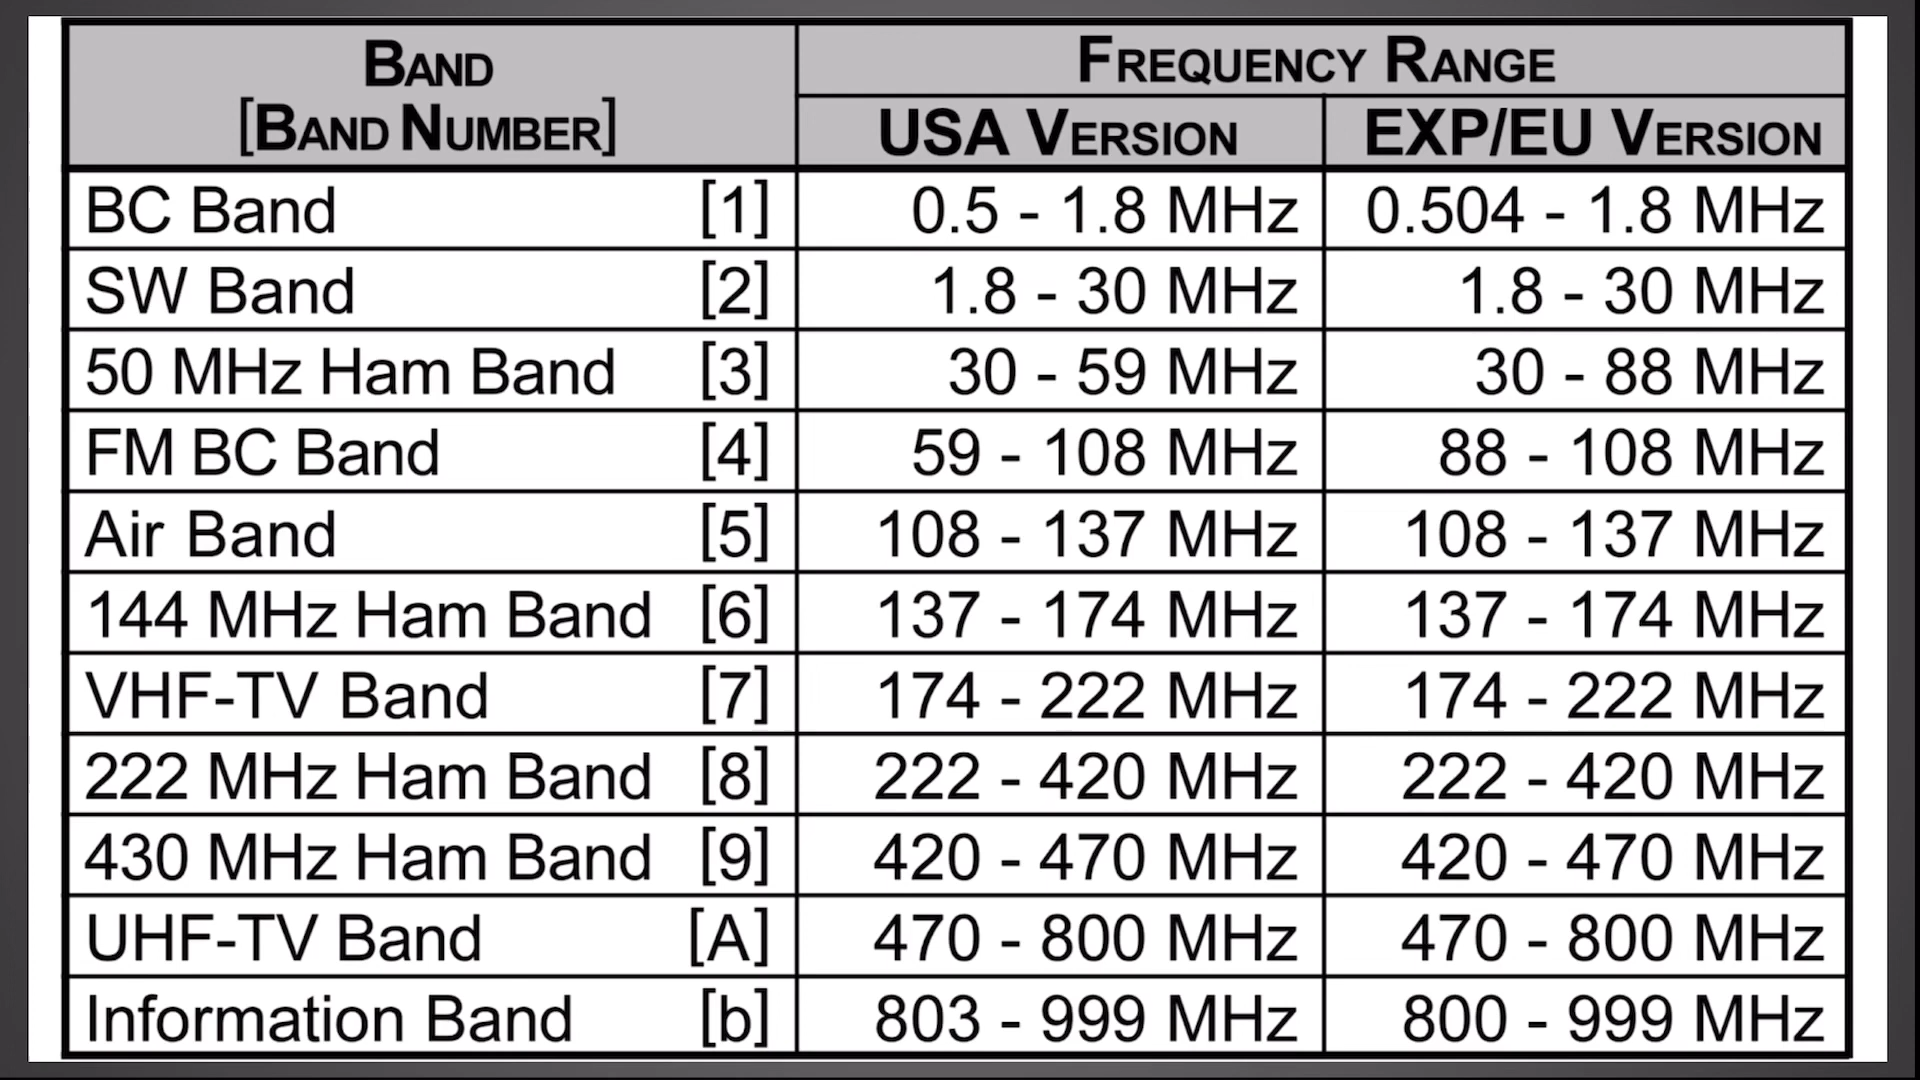 BAND
[BAND NUMBER]
FREQUENCY RANGE
USA VERSION EXP/EU VERSION
BC Band [1] 0.5 - 1.8 MHz 0.504 - 1.8 MHz
SW Band [2] 1.8 - 30 MHz 1.8 - 30 MHz
50 MHz Ham Band [3] 30 - 59 MHz 30 - 88 MHz
FM BC Band [4] 59 - 108 MHz 88 - 108 MHz
Air Band [5] 108 - 137 MHz 108 - 137 MHz
144 MHz Ham Band [6] 137 - 174 MHz 137 - 174 MHz
VHF-TV Band [7] 174 - 222 MHz 174 - 222 MHz
222 MHz Ham Band [8] 222 - 420 MHz 222 - 420 MHz
430 MHz Ham Band [9] 420 - 470 MHz 420 - 470 MHz
UHF-TV Band [A] 470 - 800 MHz 470 - 800 MHz
Information Band [b] 803 - 999 MHz 800 - 999 MHz